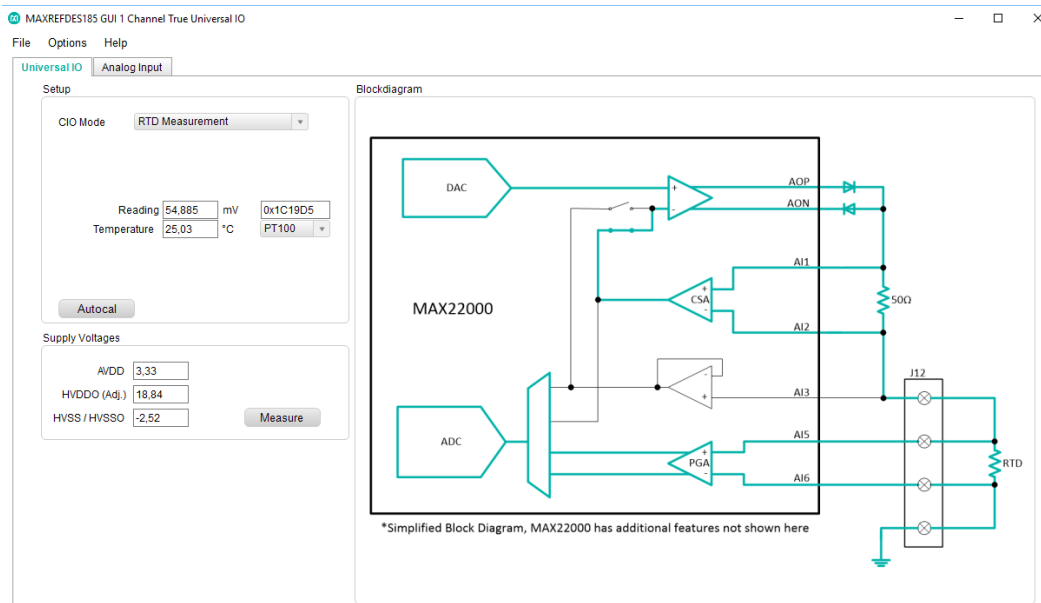 MAXREFDES185 GUI 1 Channel True Universal IO
File Options Help
Universal IO Analog Input
Setup
CIO Mode RTD Measurement
Reading 54,885 mV 0x1C19D5
Temperature 25,03 °C PT100
Autocal
Supply Voltages
AVDD 3,33
HVDDO (Adj.) 18,84
HVSS / HVSSO -2,52 Measure
Blockdiagram
DAC
+
-
AOP
AON
AI1
+
CSA
-
50Ω
MAX22000
AI2
J12
-
+
AI3
ADC
AI5
+
PGA
-
RTD
AI6
*Simplified Block Diagram, MAX22000 has additional features not shown here